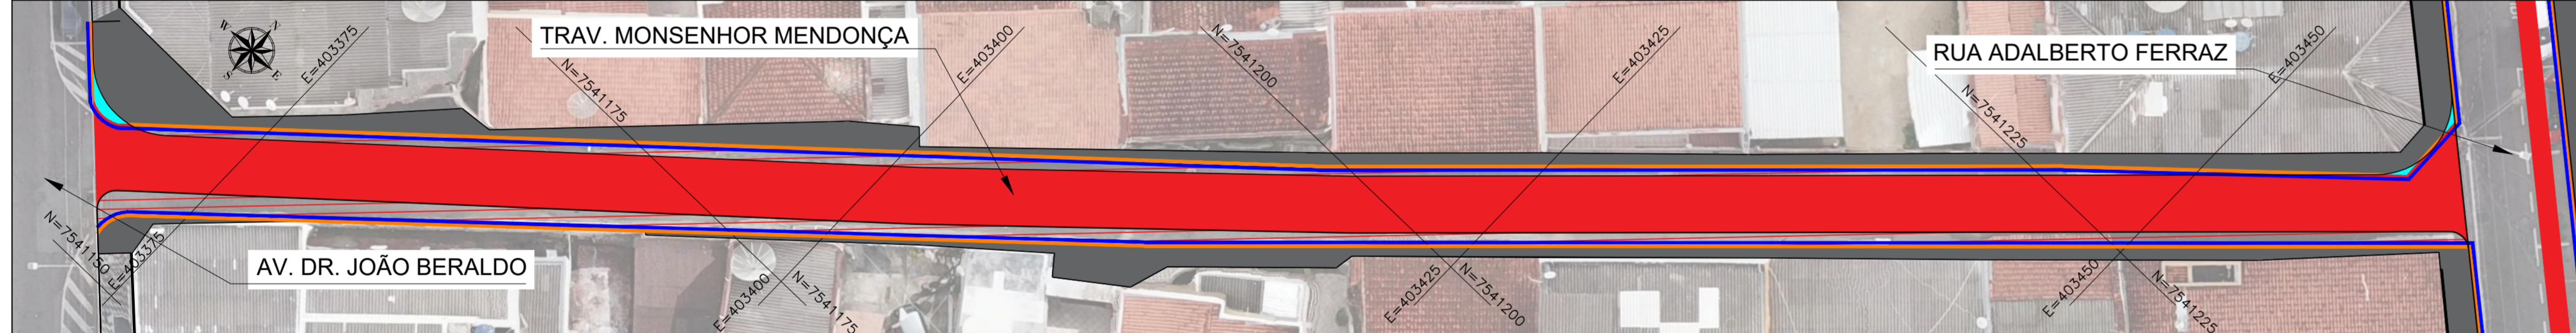 TRAV. MONSENHOR MENDONÇA
RUA ADALBERTO FERRAZ
AV. DR. JOÃO BERALDO
W
N
S
E
E=403375
E=403400
E=403425
E=403450
N=7541175
N=7541200
N=7541225
N=7541150
E=403375
E=403400
N=7541175
E=403425
N=7541200
E=403450
N=7541225